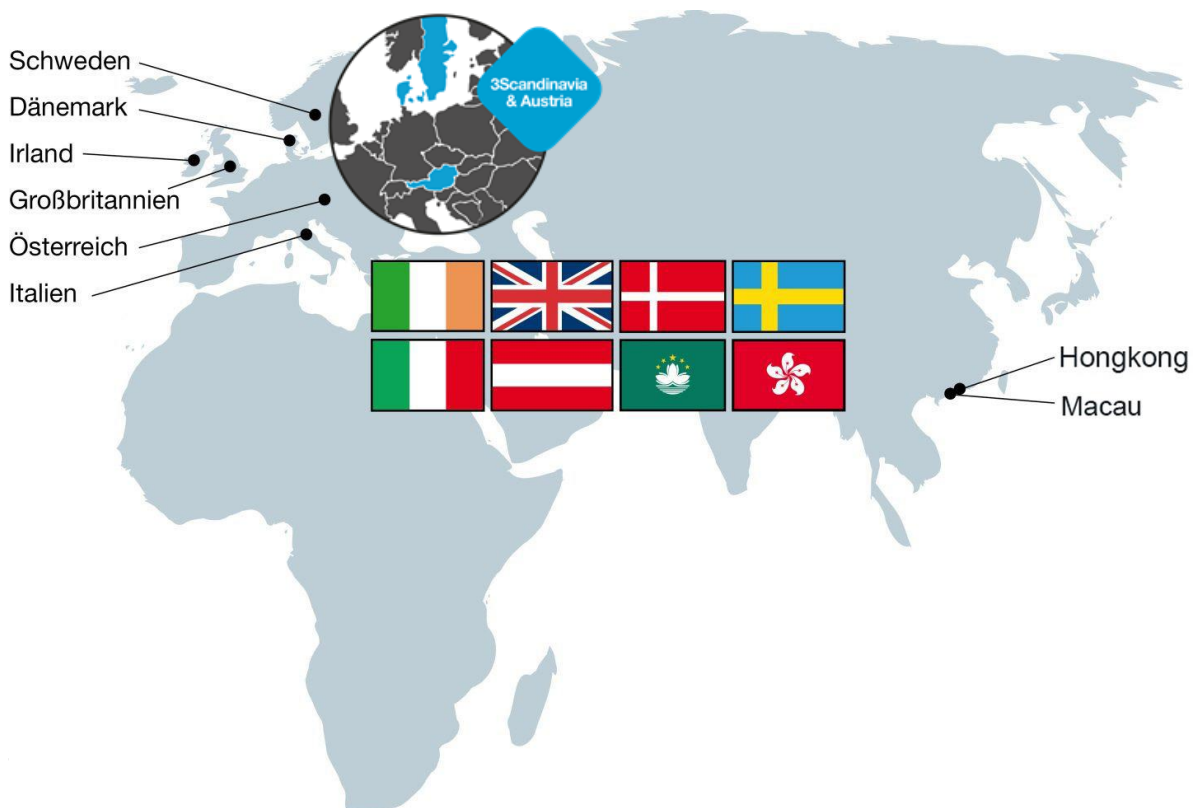 Schweden
Dänemark
Irland
Großbritannien
Österreich
Italien
3Scandinavia
& Austria
Hongkong
Macau